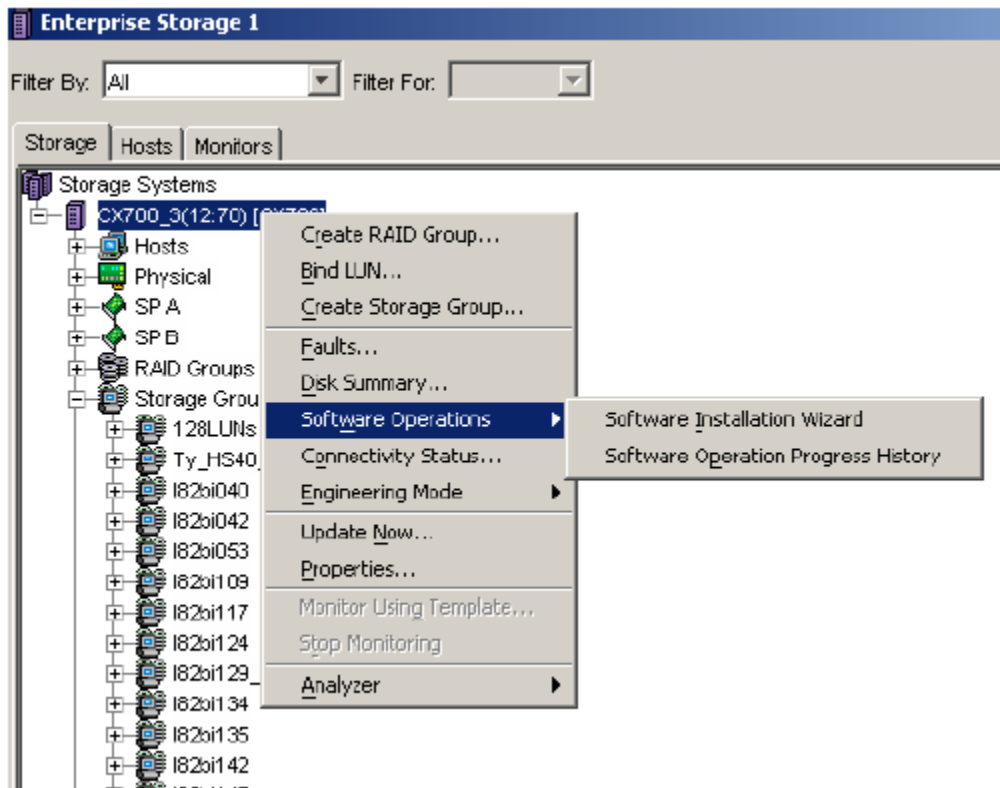 Enterprise Storage 1
Filter By: All Filter For:
Storage Hosts Monitors
Storage Systems
CX700_3(12:70)
Hosts
Physical
SP A
SP B
RAID Groups
Storage Grou
128LUNs
Ty_HS40_
I82bi040
I82bi042
I82bi053
I82bi109
I82bi117
I82bi124
I82bi129_
I82bi134
I82bi135
I82bi142
Create RAID Group...
Bind LUN...
Create Storage Group...
Faults...
Disk Summary...
Software Operations
Connectivity Status...
Engineering Mode
Update Now...
Properties...
Monitor Using Template...
Stop Monitoring
Analyzer
Software Installation Wizard
Software Operation Progress History